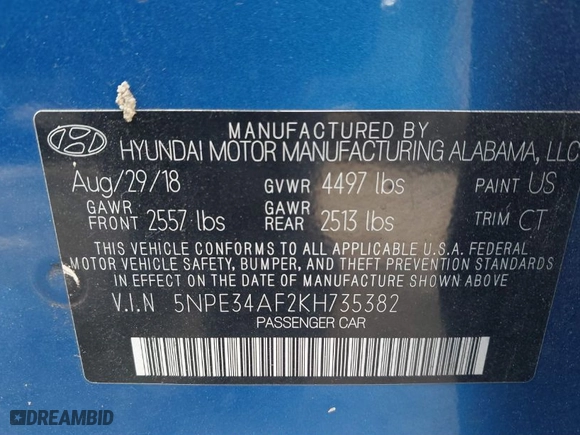 MANUFACTURED BY
HYUNDAI MOTOR MANUFACTURING ALABAMA, LLC
Aug/29/18 GVWR 4497 lbs PAINT US
GAWR FRONT 2557 lbs GAWR REAR 2513 lbs TRIM CT
THIS VEHICLE CONFORMS TO ALL APPLICABLE U.S.A. FEDERAL
MOTOR VEHICLE SAFETY, BUMPER, AND THEFT PREVENTION STANDARDS
IN EFFECT ON THE DATE OF MANUFACTURE SHOWN ABOVE
V.I.N 5NPE34AF2KH735382
PASSENGER CAR
DREAMBID